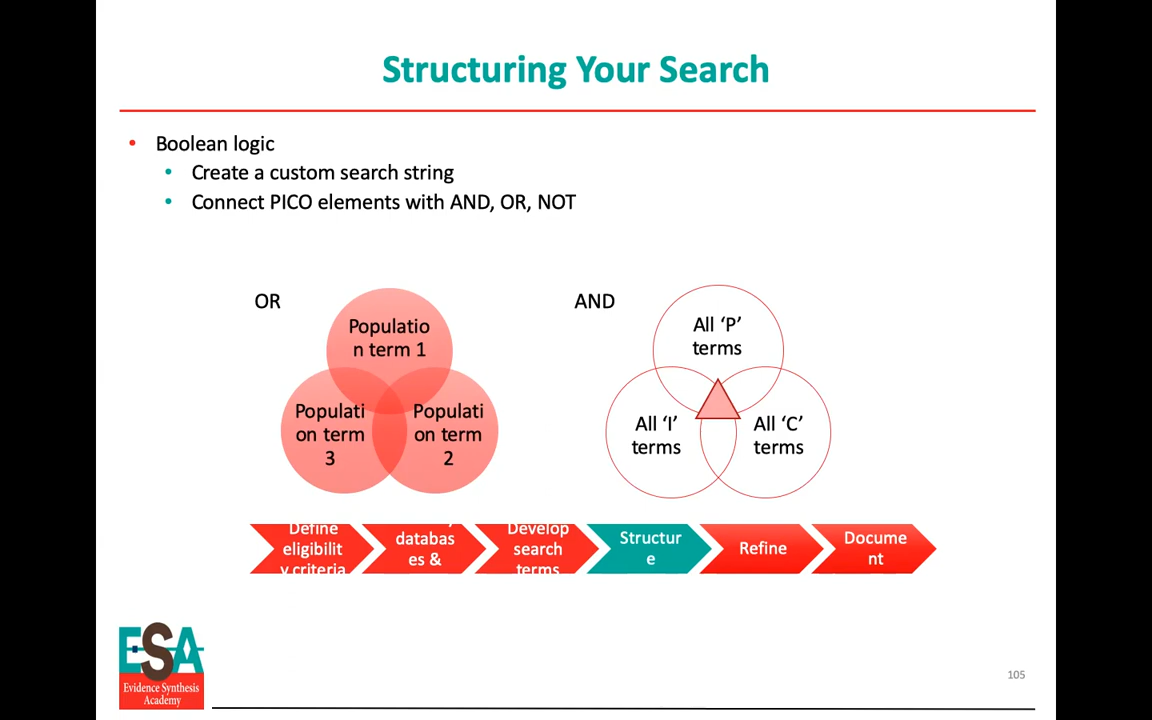 Structuring Your Search
• Boolean logic
• Create a custom search string
• Connect PICO elements with AND, OR, NOT
OR
Populatio
n term 1
Populati
on term
3
Populati
on term
2
AND
All ‘P’
terms
All ‘I’
terms
All ‘C’
terms
Define
eligibilit
y criteria
databas
es &
Develop
search
terms
Structur
e
Refine
Docume
nt
ESA
Evidence Synthesis
Academy
105